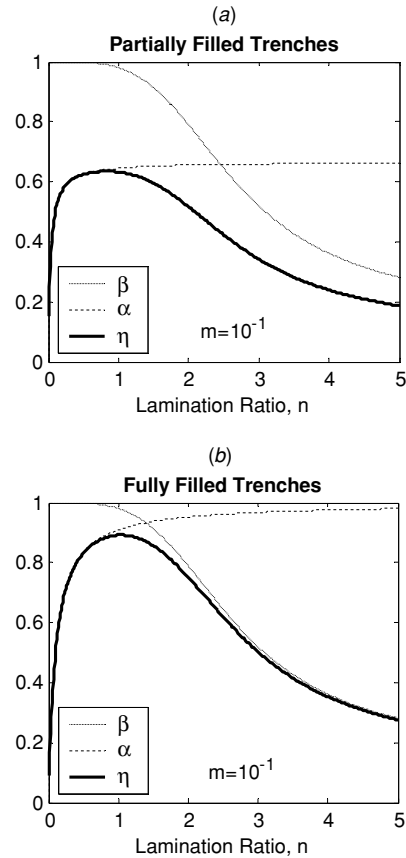 (a)
Partially Filled Trenches
1
0.8
0.6
0.4
0.2
0
β
α
η
m=10⁻¹
0 1 2 3 4 5
Lamination Ratio, n
(b)
Fully Filled Trenches
1
0.8
0.6
0.4
0.2
0
β
α
η
m=10⁻¹
0 1 2 3 4 5
Lamination Ratio, n